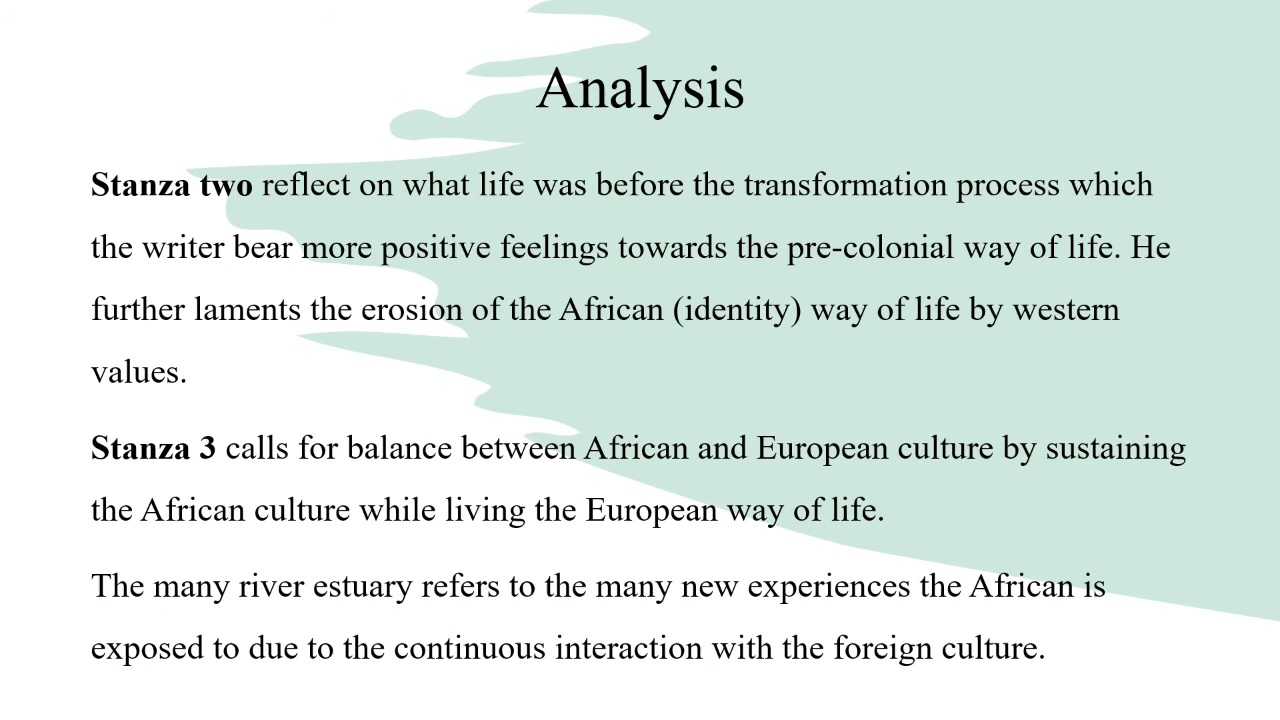 Analysis
Stanza two reflect on what life was before the transformation process which
the writer bear more positive feelings towards the pre-colonial way of life. He
further laments the erosion of the African (identity) way of life by western
values.
Stanza 3 calls for balance between African and European culture by sustaining
the African culture while living the European way of life.
The many river estuary refers to the many new experiences the African is
exposed to due to the continuous interaction with the foreign culture.